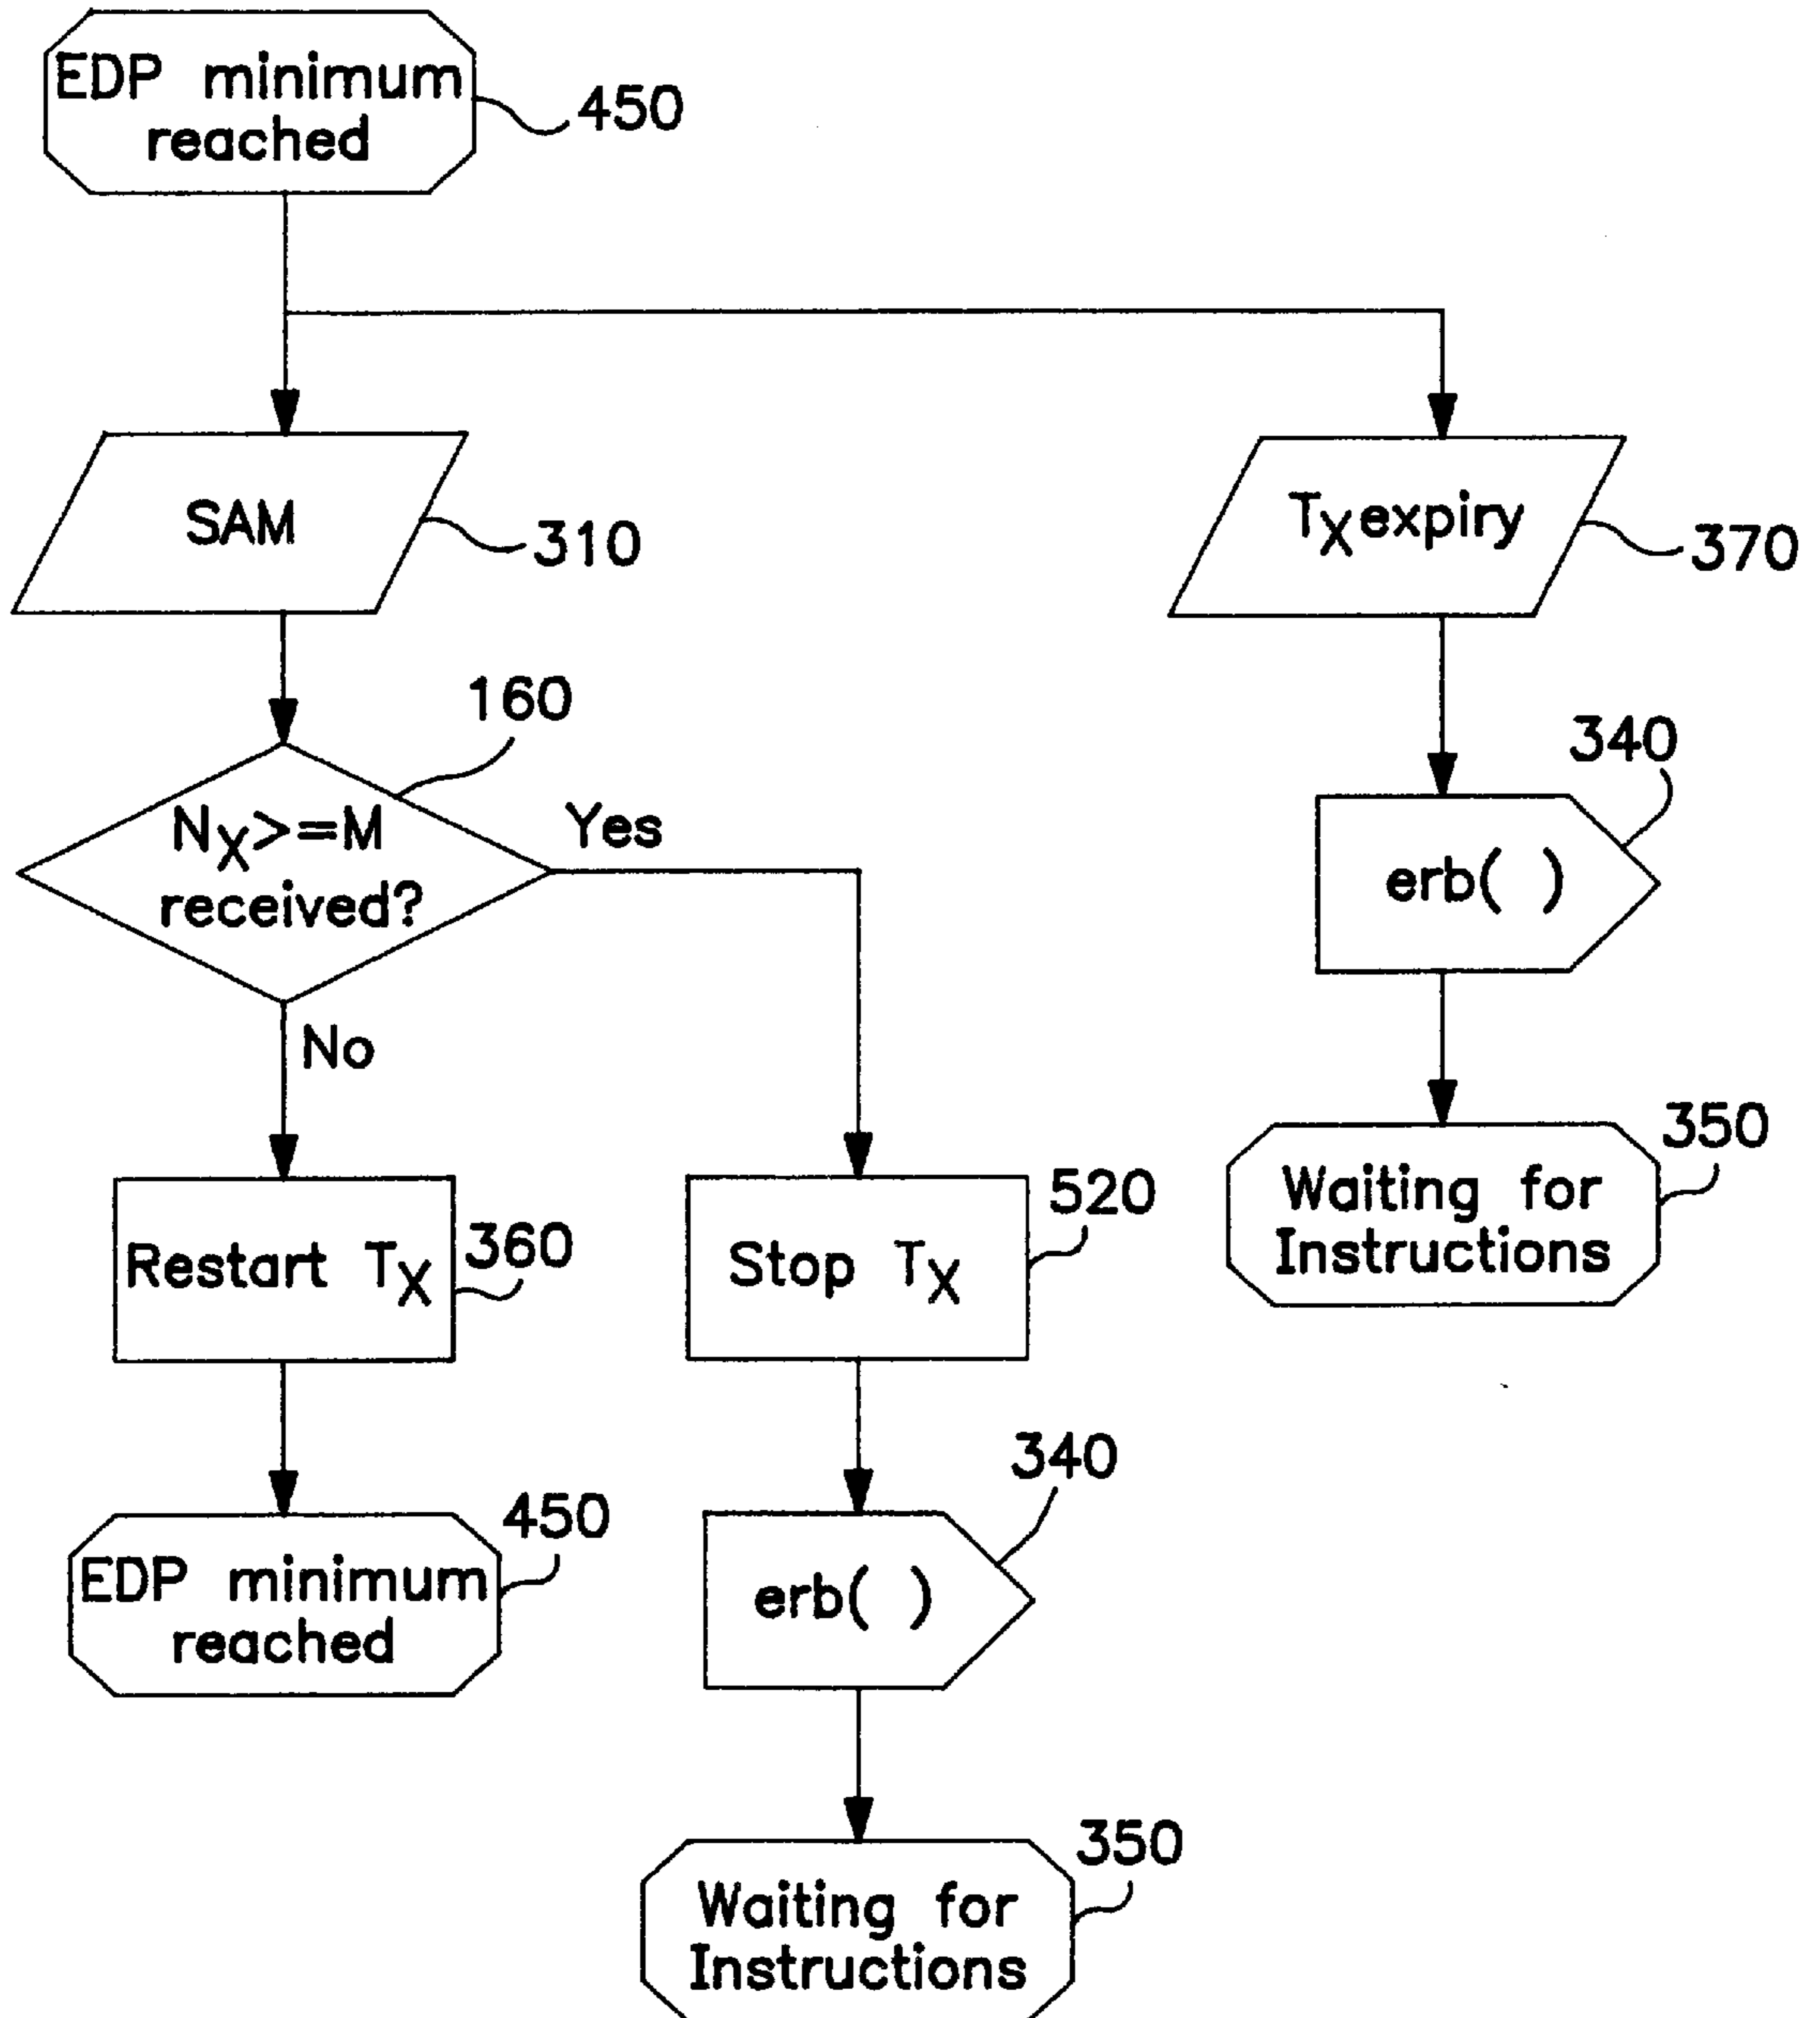 EDP minimum
reached
450
SAM
310
TX expiry
370
160
NX>=M
received?
Yes
No
340
erb( )
350
Waiting for
Instructions
Restart TX
360
Stop TX
520
450
EDP minimum
reached
340
erb( )
350
Waiting for
Instructions